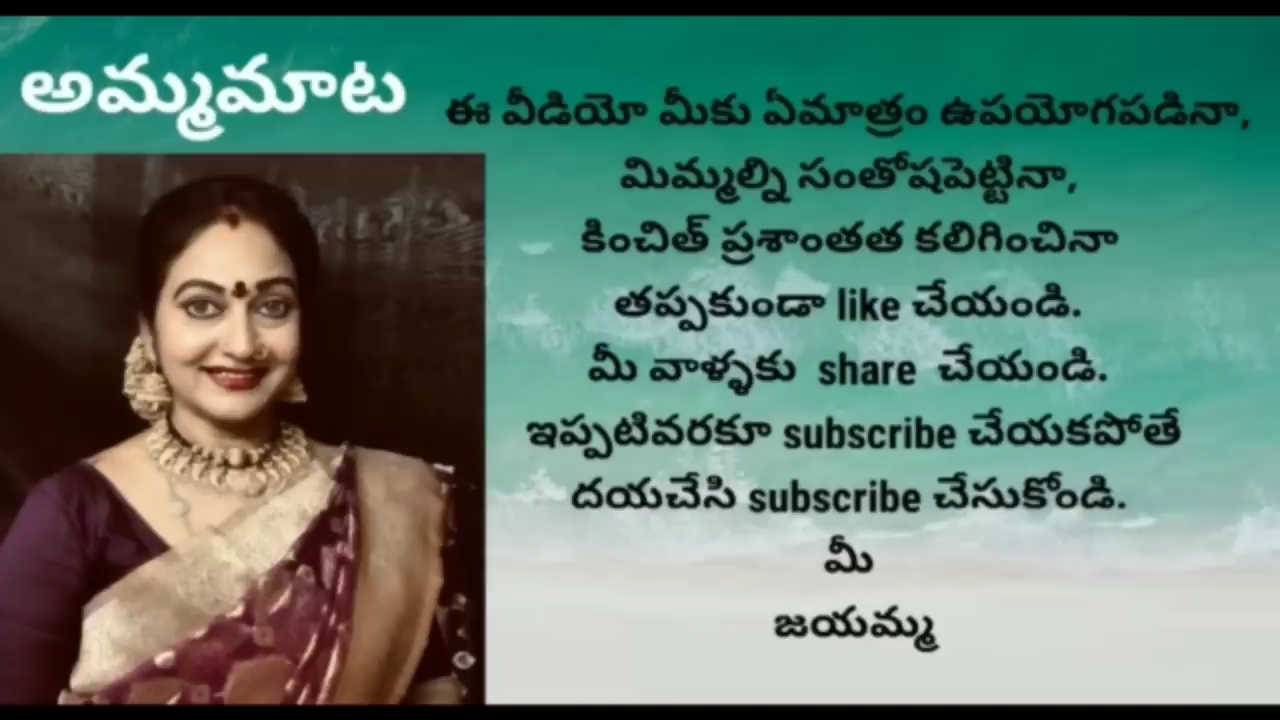 అమ్మమాట
ఈ వీడియో మీకు ఏమాత్రం ఉపయోగపడినా,
మిమ్మల్ని సంతోషపెట్టినా,
కించిత్ ప్రశాంతత కలిగించినా
తప్పకుండా like చేయండి.
మీ వాళ్ళకు share చేయండి.
ఇప్పటివరకూ subscribe చేయకపోతే
దయచేసి subscribe చేసుకోండి.
మీ
జయమ్మ